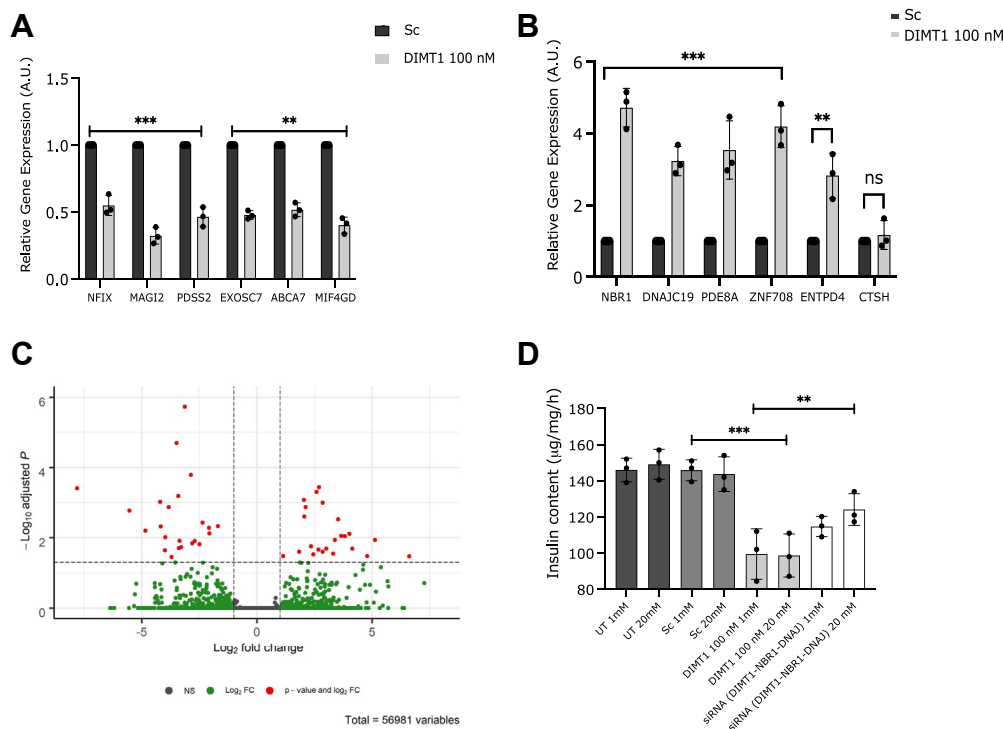 A
Sc
DIMT1 100 nM
Relative Gene Expression (A.U.)
1.5
1.0
0.5
0.0
***
**
NFIX MAGI2 PDSS2 EXOSC7 ABCA7 MIF4GD
B
Sc
DIMT1 100 nM
Relative Gene Expression (A.U.)
6
4
2
0
***
**
ns
NBR1 DNAJC19 PDE8A ZNF708 ENTPD4 CTSH
C
−Log10 adjusted P
6
4
2
0
-5 0 5
Log2 fold change
NS Log2 FC p−value and log2 FC
Total = 56981 variables
D
Insulin content (µg/mg/h)
180
160
140
120
100
80
***
**
UT 1mM
UT 20mM
Sc 1mM
Sc 20mM
DIMT1 100 nM 1mM
DIMT1 100 nM 20 mM
siRNA (DIMT1-NBR1-DNAJ) 1mM
siRNA (DIMT1-NBR1-DNAJ) 20 mM